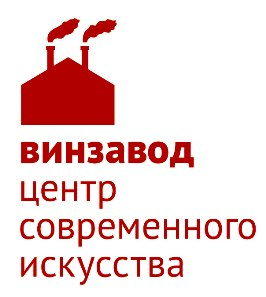 винзавод
центр
современного
искусства